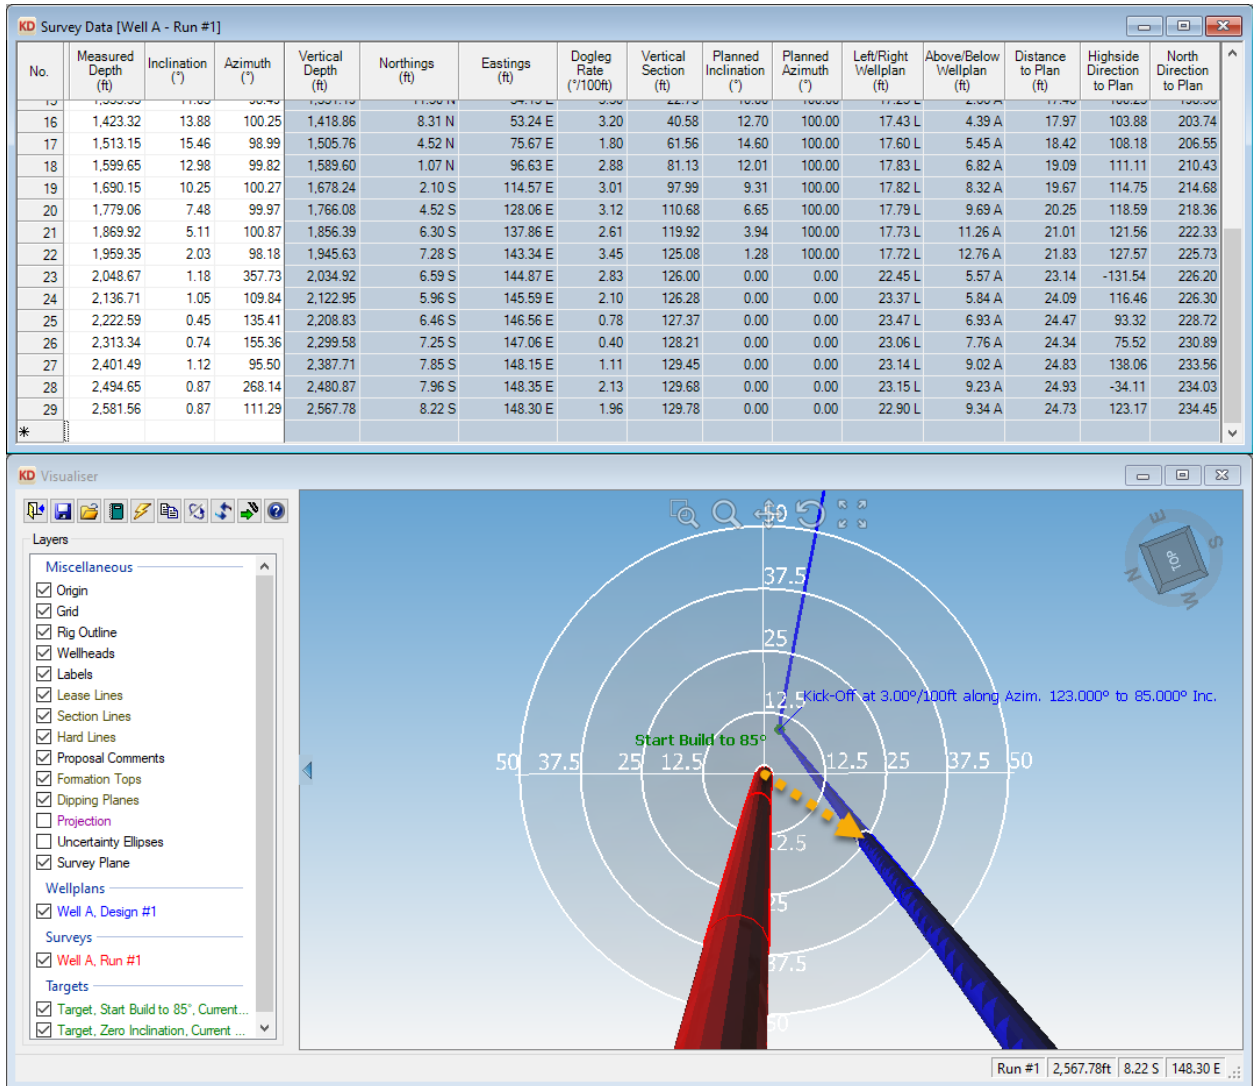 KD Survey Data [Well A - Run #1]
No. Measured Depth (ft) Inclination (°) Azimuth (°) Vertical Depth (ft) Northings (ft) Eastings (ft) Dogleg Rate (°/100ft) Vertical Section (ft) Planned Inclination (°) Planned Azimuth (°) Left/Right Wellplan (ft) Above/Below Wellplan (ft) Distance to Plan (ft) Highside Direction to Plan North Direction to Plan
16 1,423.32 13.88 100.25 1,418.86 8.31 N 53.24 E 3.20 40.58 12.70 100.00 17.43 L 4.39 A 17.97 103.88 203.74
17 1,513.15 15.46 98.99 1,505.76 4.52 N 75.67 E 1.80 61.56 14.60 100.00 17.60 L 5.45 A 18.42 108.18 206.55
18 1,599.65 12.98 99.82 1,589.60 1.07 N 96.63 E 2.88 81.13 12.01 100.00 17.83 L 6.82 A 19.09 111.11 210.43
19 1,690.15 10.25 100.27 1,678.24 2.10 S 114.57 E 3.01 97.99 9.31 100.00 17.82 L 8.32 A 19.67 114.75 214.68
20 1,779.06 7.48 99.97 1,766.08 4.52 S 128.06 E 3.12 110.68 6.65 100.00 17.79 L 9.69 A 20.25 118.59 218.36
21 1,869.92 5.11 100.87 1,856.39 6.30 S 137.86 E 2.61 119.92 3.94 100.00 17.73 L 11.26 A 21.01 121.56 222.33
22 1,959.35 2.03 98.18 1,945.63 7.28 S 143.34 E 3.45 125.08 1.28 100.00 17.72 L 12.76 A 21.83 127.57 225.73
23 2,048.67 1.18 357.73 2,034.92 6.59 S 144.87 E 2.83 126.00 0.00 0.00 22.45 L 5.57 A 23.14 -131.54 226.20
24 2,136.71 1.05 109.84 2,122.95 5.96 S 145.59 E 2.10 126.28 0.00 0.00 23.37 L 5.84 A 24.09 116.46 226.30
25 2,222.59 0.45 135.41 2,208.83 6.46 S 146.56 E 0.78 127.37 0.00 0.00 23.47 L 6.93 A 24.47 93.32 228.72
26 2,313.34 0.74 155.36 2,299.58 7.25 S 147.06 E 0.40 128.21 0.00 0.00 23.06 L 7.76 A 24.34 75.52 230.89
27 2,401.49 1.12 95.50 2,387.71 7.85 S 148.15 E 1.11 129.45 0.00 0.00 23.14 L 9.02 A 24.83 138.06 233.56
28 2,494.65 0.87 268.14 2,480.87 7.96 S 148.35 E 2.13 129.68 0.00 0.00 23.15 L 9.23 A 24.93 -34.11 234.03
29 2,581.56 0.87 111.29 2,567.78 8.22 S 148.30 E 1.96 129.78 0.00 0.00 22.90 L 9.34 A 24.73 123.17 234.45
KD Visualiser
Layers
Miscellaneous
Origin
Grid
Rig Outline
Wellheads
Labels
Lease Lines
Section Lines
Hard Lines
Proposal Comments
Formation Tops
Dipping Planes
Projection
Uncertainty Ellipses
Survey Plane
Wellplans
Well A, Design #1
Surveys
Well A, Run #1
Targets
Target, Start Build to 85°, Current...
Target, Zero Inclination, Current ...
50
37.5
25
12.5
Kick-Off at 3.00°/100ft along Azim. 123.000° to 85.000° Inc.
Start Build to 85°
50 37.5 25 12.5 12.5 25 37.5 50
12.5
25
37.5
50
E
S
N
W
TOP
Run #1 2,567.78ft 8.22 S 148.30 E